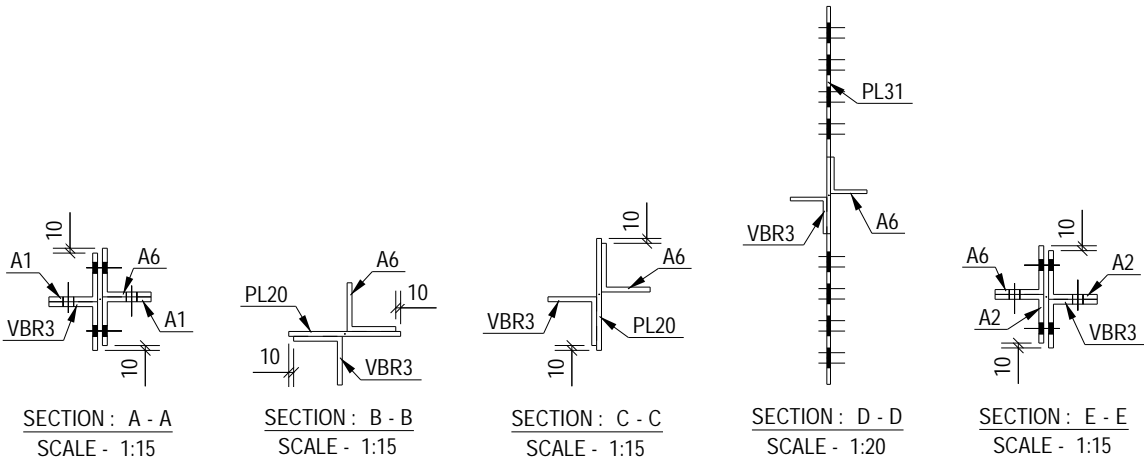 10
A1
A6
VBR3
A1
10
SECTION : A - A
SCALE - 1:15
A6
PL20
10
10
VBR3
SECTION : B - B
SCALE - 1:15
10
A6
VBR3
PL20
10
SECTION : C - C
SCALE - 1:15
PL31
VBR3
A6
SECTION : D - D
SCALE - 1:20
10
A6
A2
A2
VBR3
10
SECTION : E - E
SCALE - 1:15